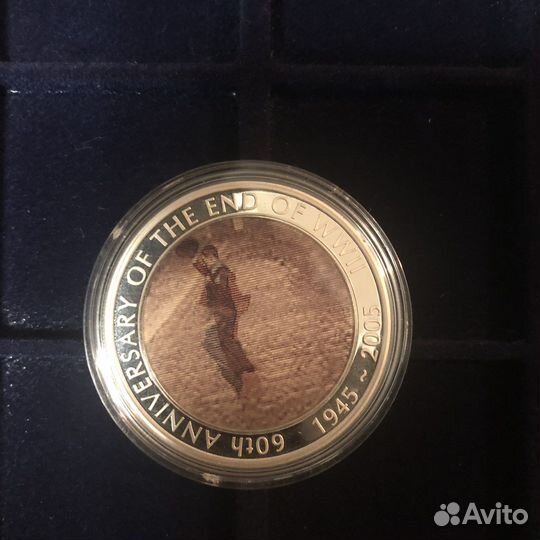 60th ANNIVERSARY OF THE END OF WWII
1945 ~ 2005
Avito